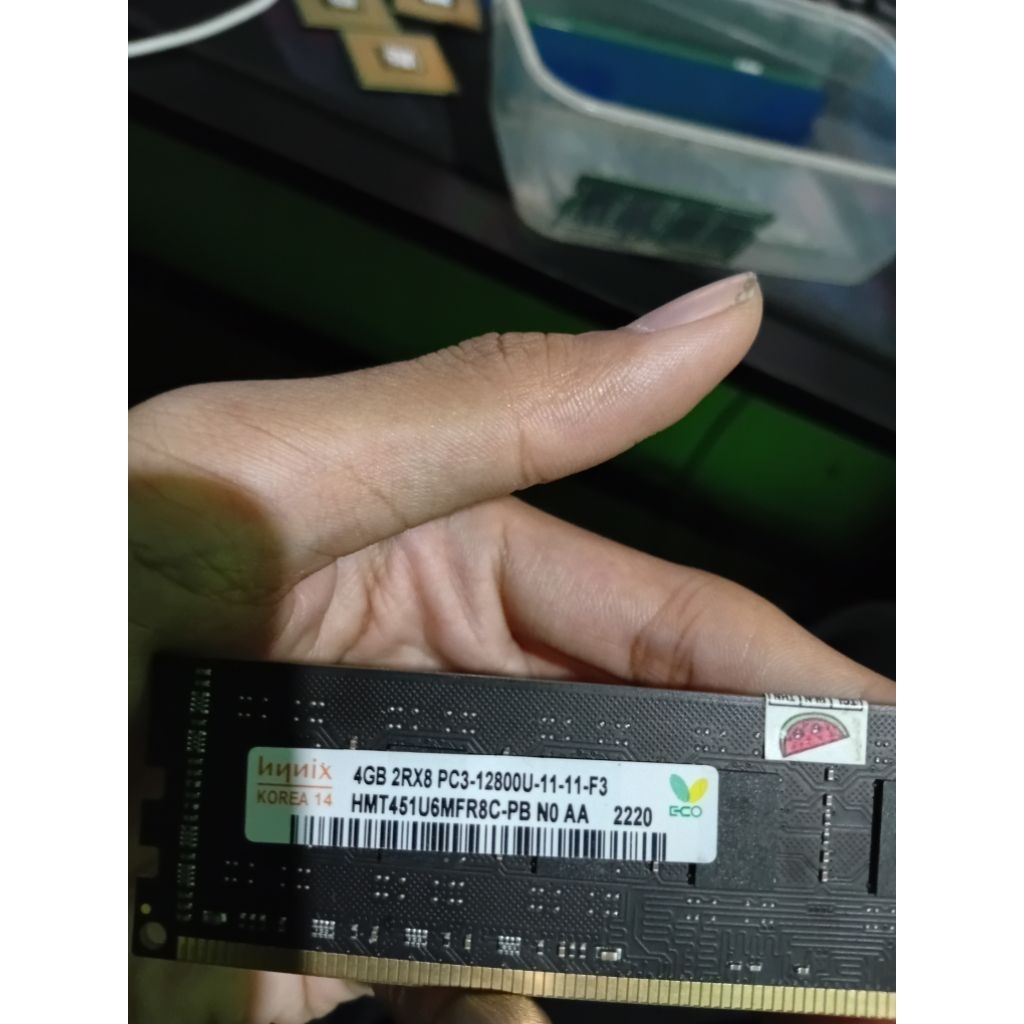 hynix
KOREA 14
4GB 2RX8 PC3-12800U-11-11-F3
HMT451U6MFR8C-PB N0 AA 2220
ECO